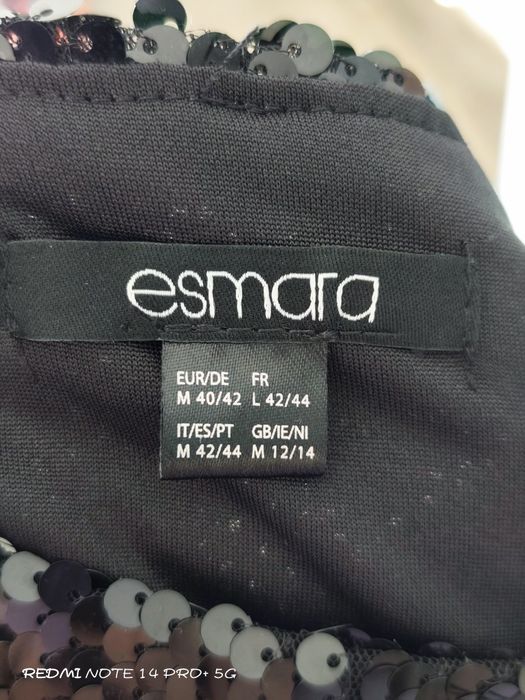 esmara
EUR/DE FR
M 40/42 L 42/44
IT/ES/PT GB/IE/NI
M 42/44 M 12/14
REDMI NOTE 14 PRO+ 5G